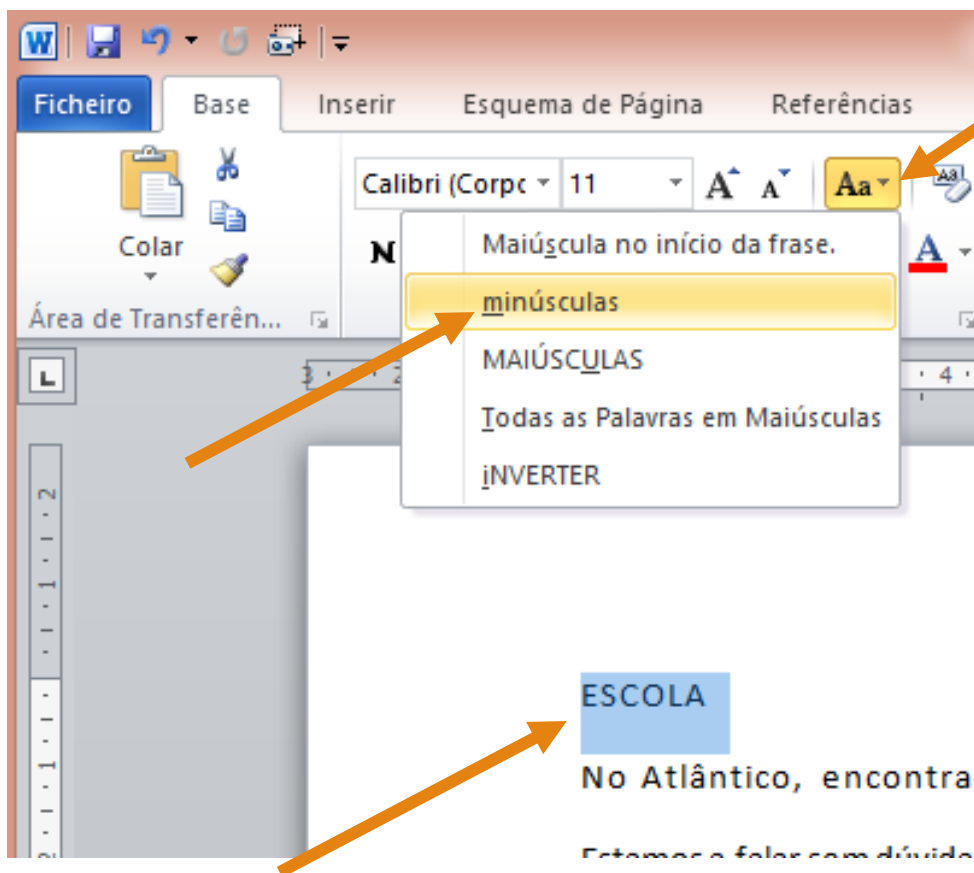 W
Ficheiro Base Inserir Esquema de Página Referências
Calibri (Corpc 11 A A Aa
Colar
N A
Área de Transferên...
Maiúscula no início da frase.
minúsculas
MAIÚSCULAS
Todas as Palavras em Maiúsculas
iNVERTER
ESCOLA
No Atlântico, encontra